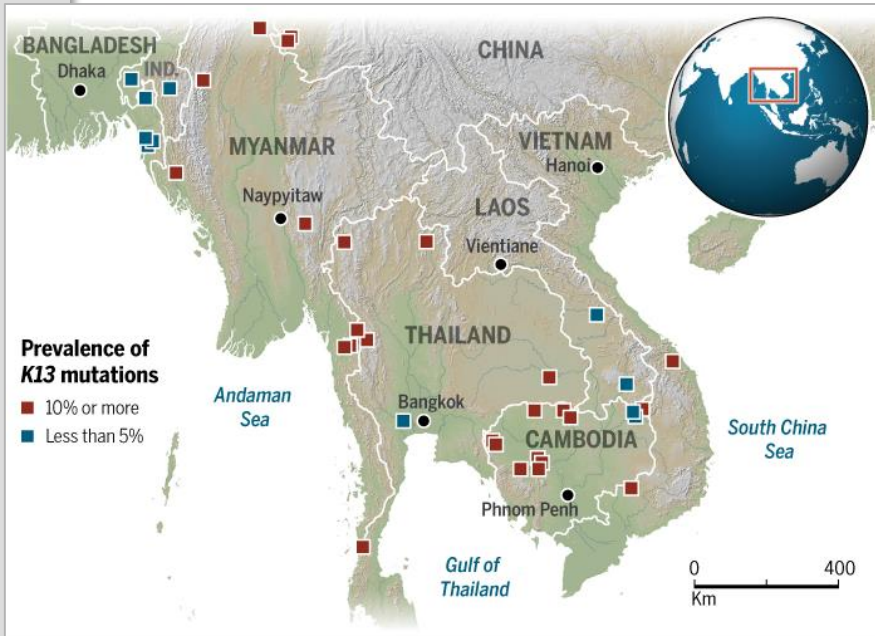 BANGLADESH
Dhaka
IND.
CHINA
MYANMAR
VIETNAM
Hanoi
Naypyitaw
LAOS
Vientiane
THAILAND
Prevalence of
K13 mutations
10% or more
Less than 5%
Andaman
Sea
Bangkok
CAMBODIA
South China
Sea
Phnom Penh
Gulf of
Thailand
0 400
Km